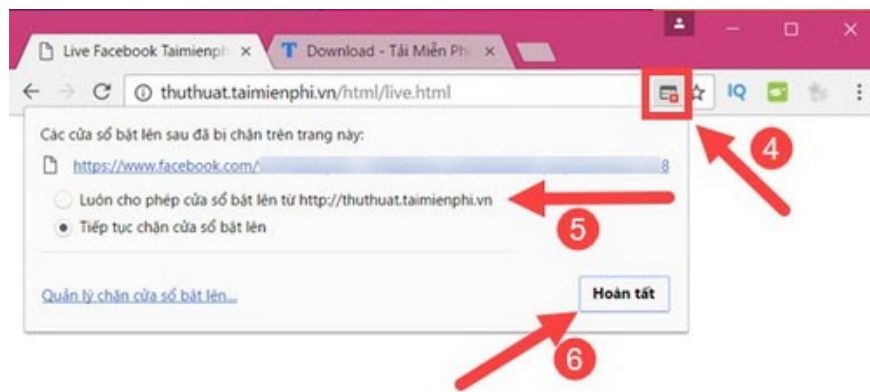 Live Facebook Taimienph
Download - Tải Miễn Ph
thuthuat.taimienphi.vn/html/live.html
IQ
4
Các cửa sổ bật lên sau đã bị chặn trên trang này:
https://www.facebook.com/ 8
Luôn cho phép cửa sổ bật lên từ http://thuthuat.taimienphi.vn
5
Tiếp tục chặn cửa sổ bật lên
Quản lý chặn cửa sổ bật lên...
Hoàn tất
6